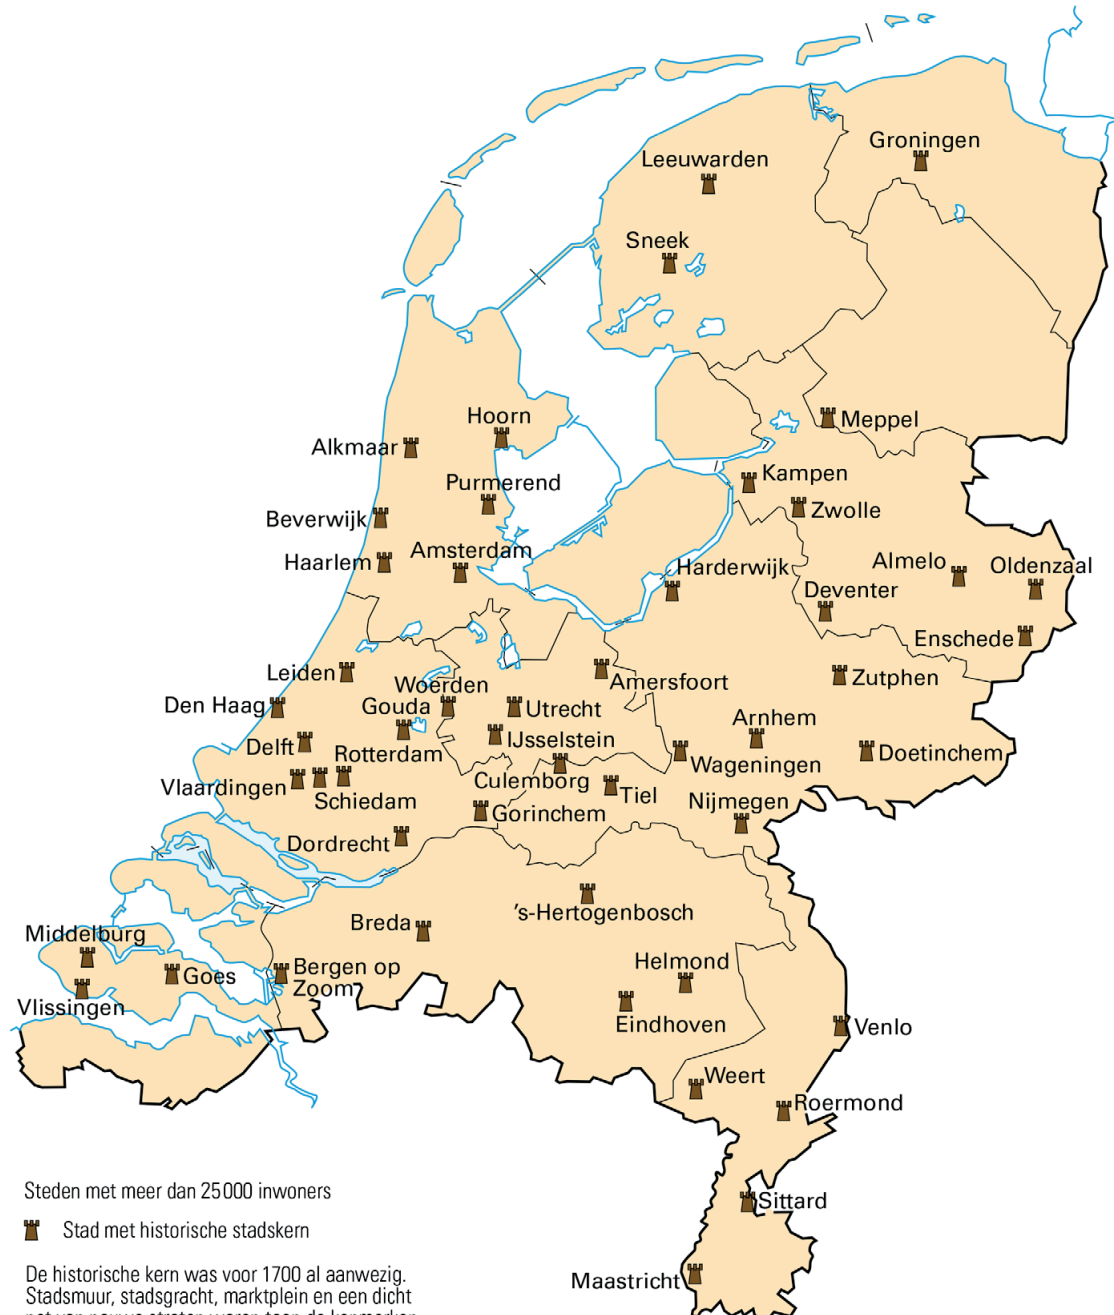 Groningen
Leeuwarden
Sneek
Hoorn
Meppel
Alkmaar
Kampen
Purmerend
Zwolle
Beverwijk
Amsterdam
Haarlem
Harderwijk
Almelo
Oldenzaal
Deventer
Enschede
Leiden
Woerden
Amersfoort
Zutphen
Den Haag
Gouda
Utrecht
Arnhem
Delft
IJsselstein
Rotterdam
Wageningen
Doetinchem
Vlaardingen
Culemborg
Schiedam
Tiel
Nijmegen
Gorinchem
Dordrecht
's-Hertogenbosch
Breda
Middelburg
Helmond
Bergen op
Zoom
Goes
Vlissingen
Eindhoven
Venlo
Weert
Roermond
Sittard
Maastricht
Steden met meer dan 25 000 inwoners
Stad met historische stadskern
De historische kern was voor 1700 al aanwezig.
Stadsmuur, stadsgracht, marktplein en een dicht